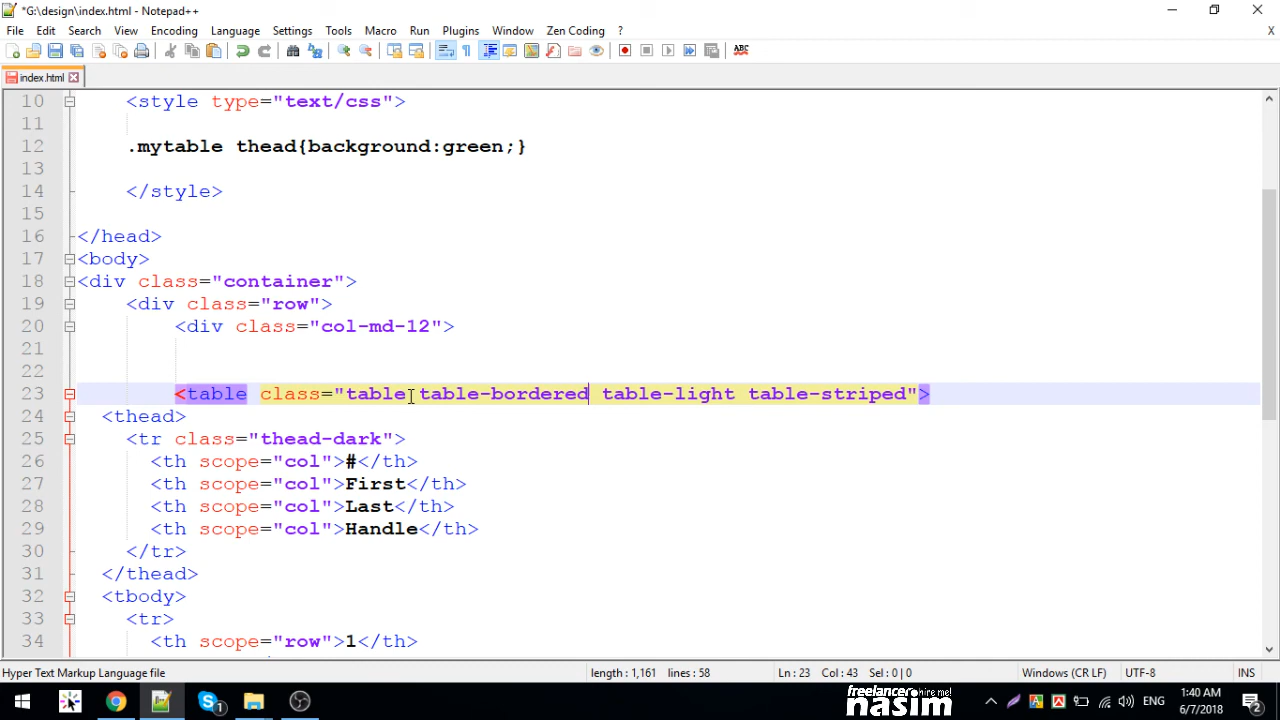 *G:\design\index.html - Notepad++
File Edit Search View Encoding Language Settings Tools Macro Run Plugins Window Zen Coding ?
X
ABC
index.html
10 <style type="text/css">
11
12 .mytable thead{background:green;}
13
14 </style>
15
16 </head>
17 <body>
18 <div class="container">
19 <div class="row">
20 <div class="col-md-12">
21
22
23 <table class="table table-bordered table-light table-striped">
24 <thead>
25 <tr class="thead-dark">
26 <th scope="col">#</th>
27 <th scope="col">First</th>
28 <th scope="col">Last</th>
29 <th scope="col">Handle</th>
30 </tr>
31 </thead>
32 <tbody>
33 <tr>
34 <th scope="row">1</th>
Hyper Text Markup Language file length : 1,161 lines : 58 Ln : 23 Col : 43 Sel : 0 | 0 Windows (CR LF) UTF-8 INS
freelancer hire me!
nasim
ENG
1:40 AM
6/7/2018
1
2